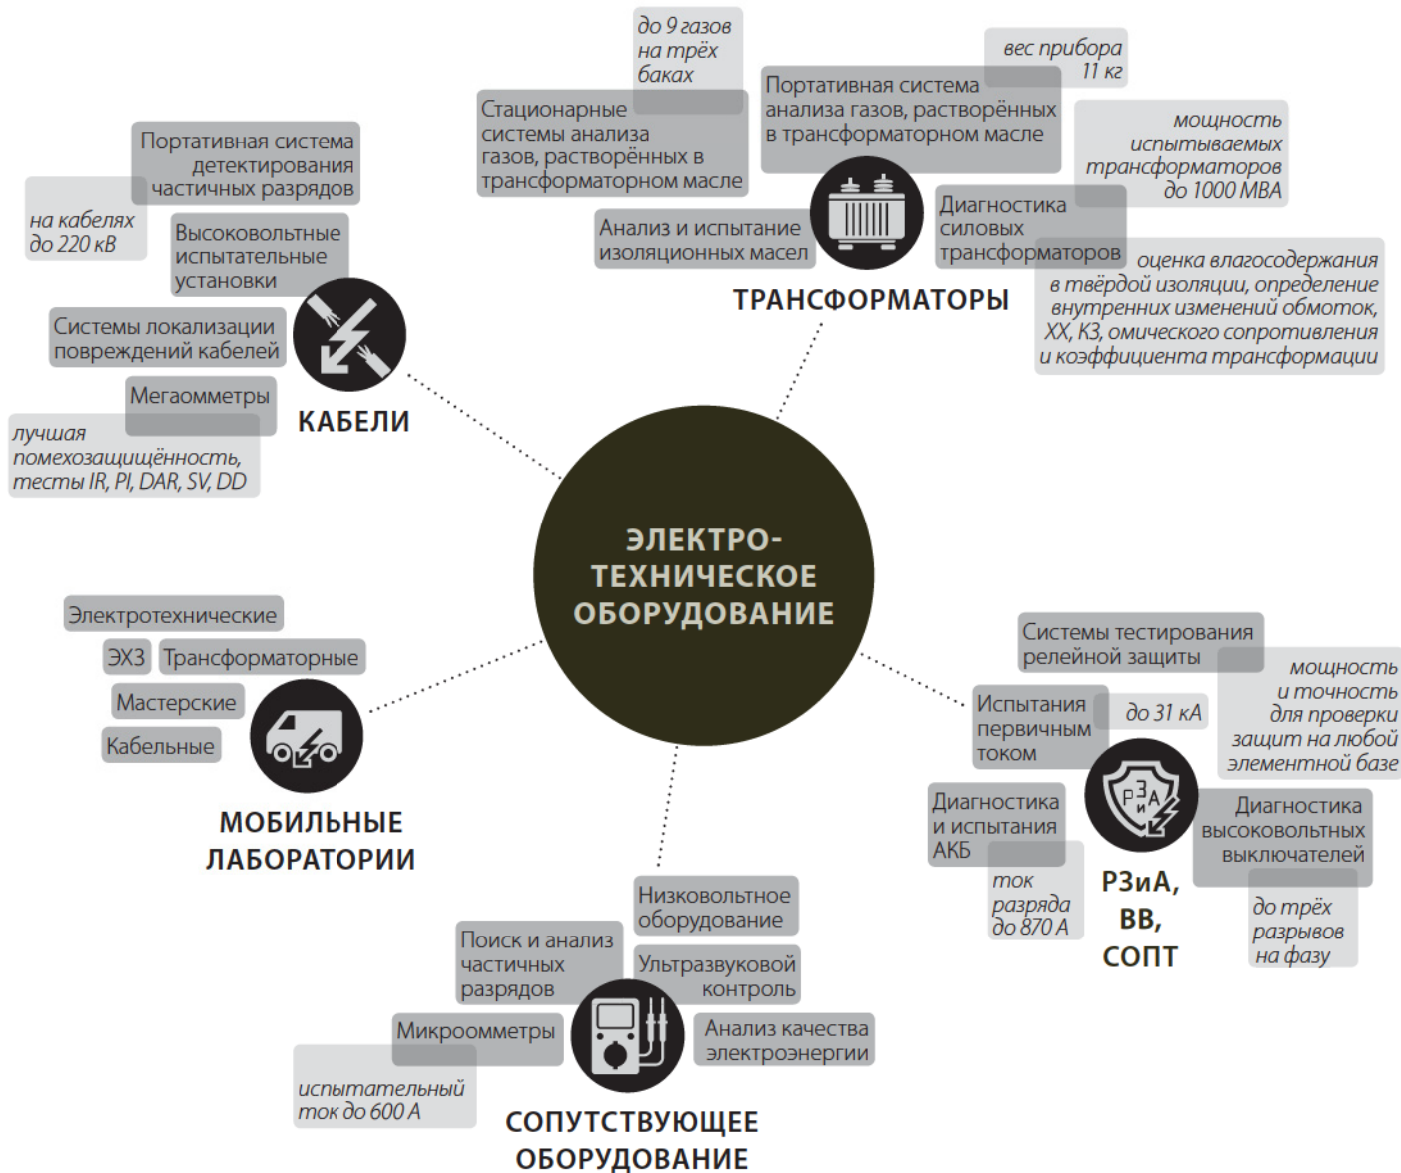 до 9 газов
на трёх
баках
Стационарные
системы анализа
газов, растворённых в
трансформаторном масле
вес прибора
11 кг
Портативная система
анализа газов, растворённых
в трансформаторном масле
мощность
испытываемых
трансформаторов
до 1000 МВА
Анализ и испытание
изоляционных масел
Диагностика
силовых
трансформаторов
оценка влагосодержания
в твёрдой изоляции, определение
внутренних изменений обмоток,
ХХ, КЗ, омического сопротивления
и коэффициента трансформации
ТРАНСФОРМАТОРЫ
Портативная система
детектирования
частичных разрядов
на кабелях
до 220 кВ
Высоковольтные
испытательные
установки
Системы локализации
повреждений кабелей
Мегаомметры
лучшая
помехозащищённость,
тесты IR, PI, DAR, SV, DD
КАБЕЛИ
ЭЛЕКТРО-
ТЕХНИЧЕСКОЕ
ОБОРУДОВАНИЕ
Электротехнические
ЭХЗ
Трансформаторные
Мастерские
Кабельные
МОБИЛЬНЫЕ
ЛАБОРАТОРИИ
Системы тестирования
релейной защиты
мощность
и точность
для проверки
защит на любой
элементной базе
Испытания
первичным
током
до 31 кА
Диагностика
и испытания
АКБ
ток
разряда
до 870 А
РЗиА
Диагностика
высоковольтных
выключателей
до трёх
разрывов
на фазу
РЗиА,
ВВ,
СОПТ
Низковольтное
оборудование
Поиск и анализ
частичных
разрядов
Ультразвуковой
контроль
Микроомметры
испытательный
ток до 600 А
Анализ качества
электроэнергии
СОПУТСТВУЮЩЕЕ
ОБОРУДОВАНИЕ